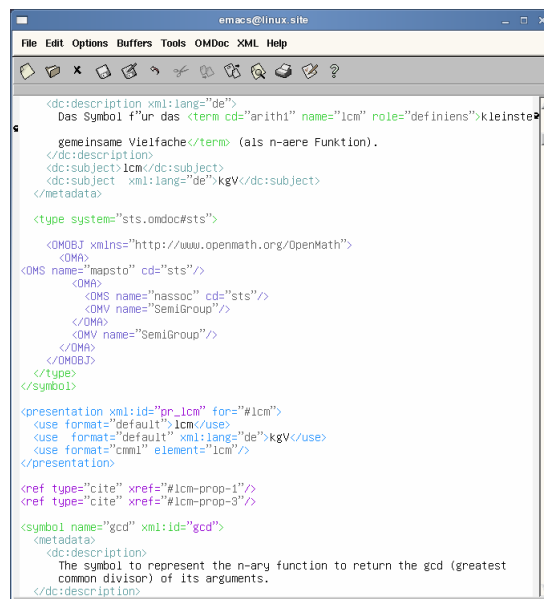 emacs@linux.site
File Edit Options Buffers Tools OMDoc XML Help
<dc:description xml:lang="de">
Das Symbol f"ur das <term cd="arith1" name="lcm" role="definiens">kleinste
gemeinsame Vielfache</term> (als n-aere Funktion).
</dc:description>
<dc:subject>lcm</dc:subject>
<dc:subject  xml:lang="de">kgV</dc:subject>
</metadata>
<type system="sts.omdoc#sts">
<OMOBJ xmlns="http://www.openmath.org/OpenMath">
<OMA>
<OMS name="mapsto" cd="sts"/>
<OMA>
<OMS name="nassoc" cd="sts"/>
<OMV name="SemiGroup"/>
</OMA>
<OMV name="SemiGroup"/>
</OMA>
</OMOBJ>
</type>
</symbol>
<presentation xml:id="pr_lcm" for="#lcm">
<use format="default">lcm</use>
<use  format="default" xml:lang="de">kgV</use>
<use format="cmml" element="lcm"/>
</presentation>
<ref type="cite" xref="#lcm-prop-1"/>
<ref type="cite" xref="#lcm-prop-3"/>
<symbol name="gcd" xml:id="gcd">
<metadata>
<dc:description>
The symbol to represent the n-ary function to return the gcd (greatest
common divisor) of its arguments.
</dc:description>